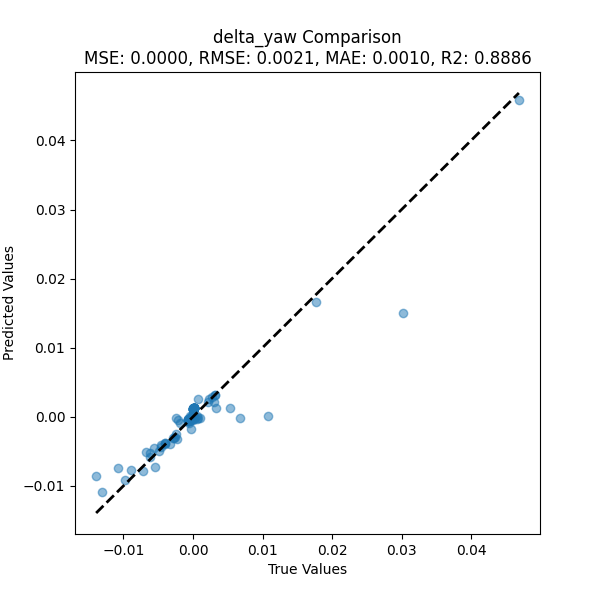 delta_yaw Comparison
MSE: 0.0000, RMSE: 0.0021, MAE: 0.0010, R2: 0.8886
Predicted Values
0.04
0.03
0.02
0.01
0.00
−0.01
−0.01 0.00 0.01 0.02 0.03 0.04
True Values